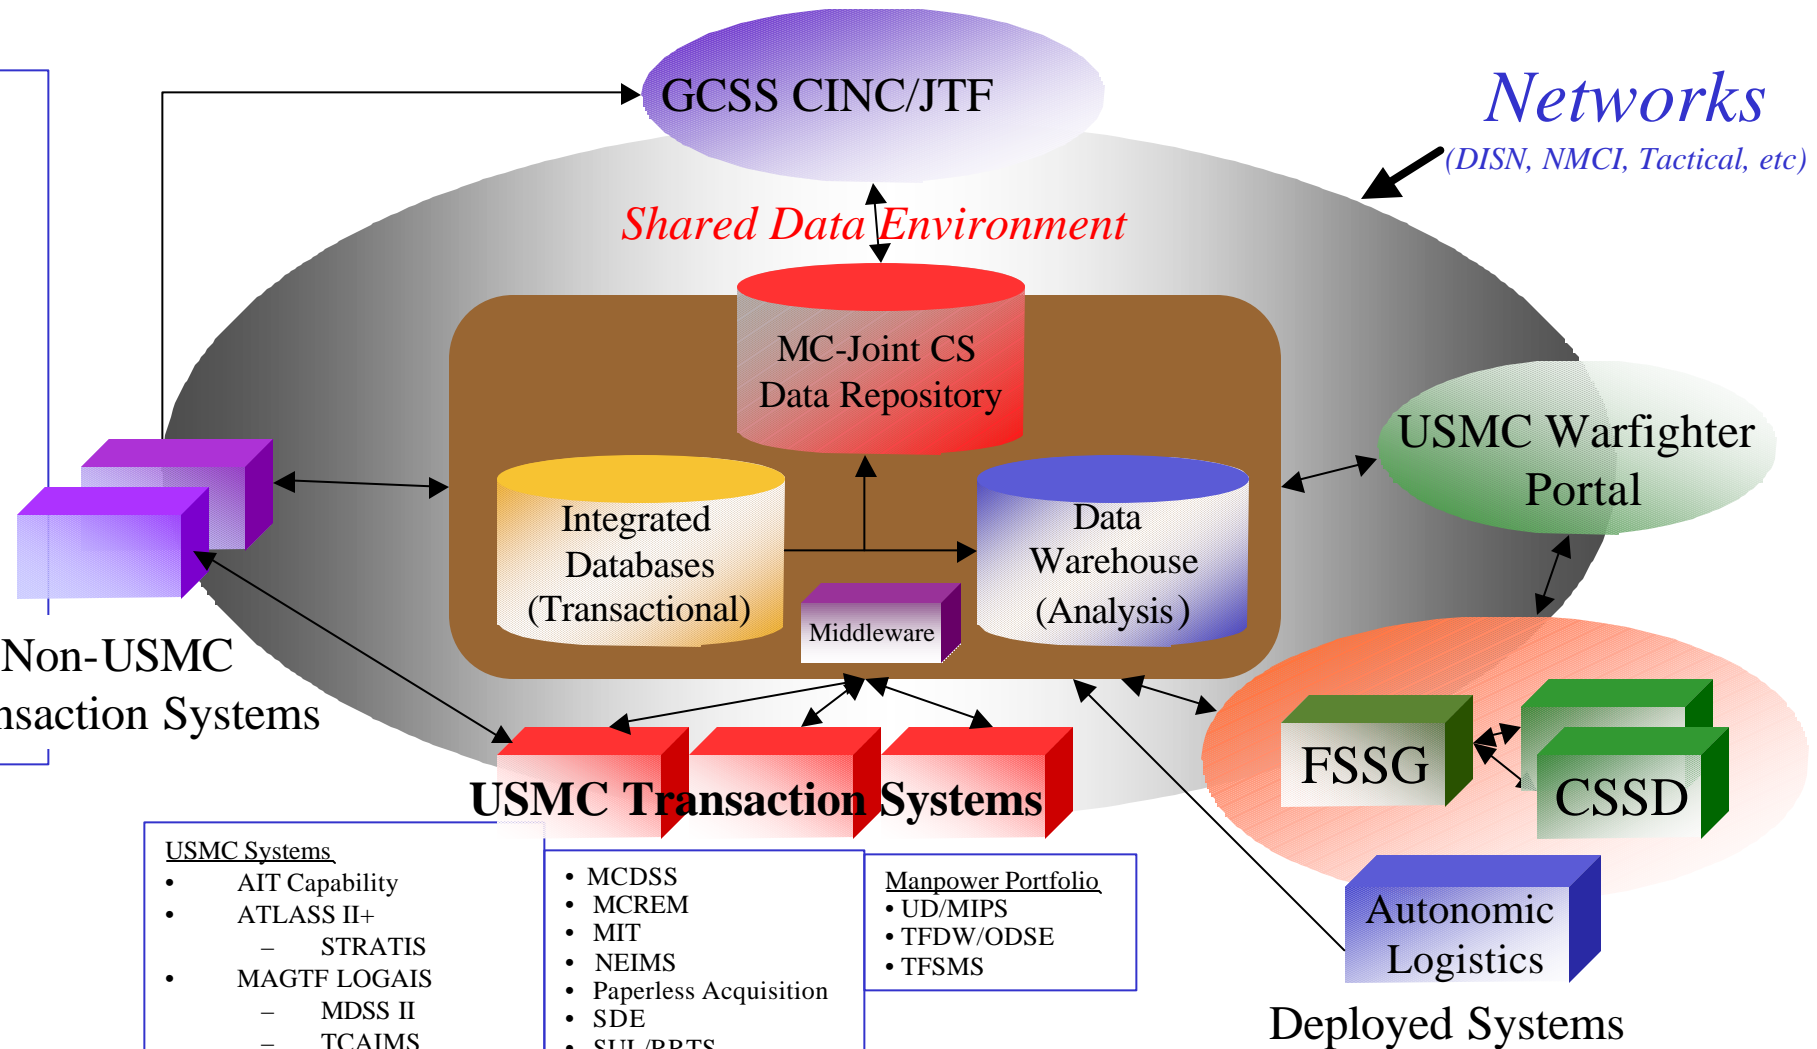 GCSS CINC/JTF
Networks
(DISN, NMCI, Tactical, etc)
Shared Data Environment
MC-Joint CS
Data Repository
USMC Warfighter
Portal
Integrated
Databases
(Transactional)
Data
Warehouse
(Analysis)
Middleware
Non-USMC
nsaction Systems
USMC Transaction Systems
FSSG
CSSD
Autonomic
Logistics
Deployed Systems
USMC Systems
• AIT Capability
• ATLASS II+
– STRATIS
• MAGTF LOGAIS
– MDSS II
– TCAIMS
• MCDSS
• MCREM
• MIT
• NEIMS
• Paperless Acquisition
• SDE
• SUL/RRTS
Manpower Portfolio
• UD/MIPS
• TFDW/ODSE
• TFSMS